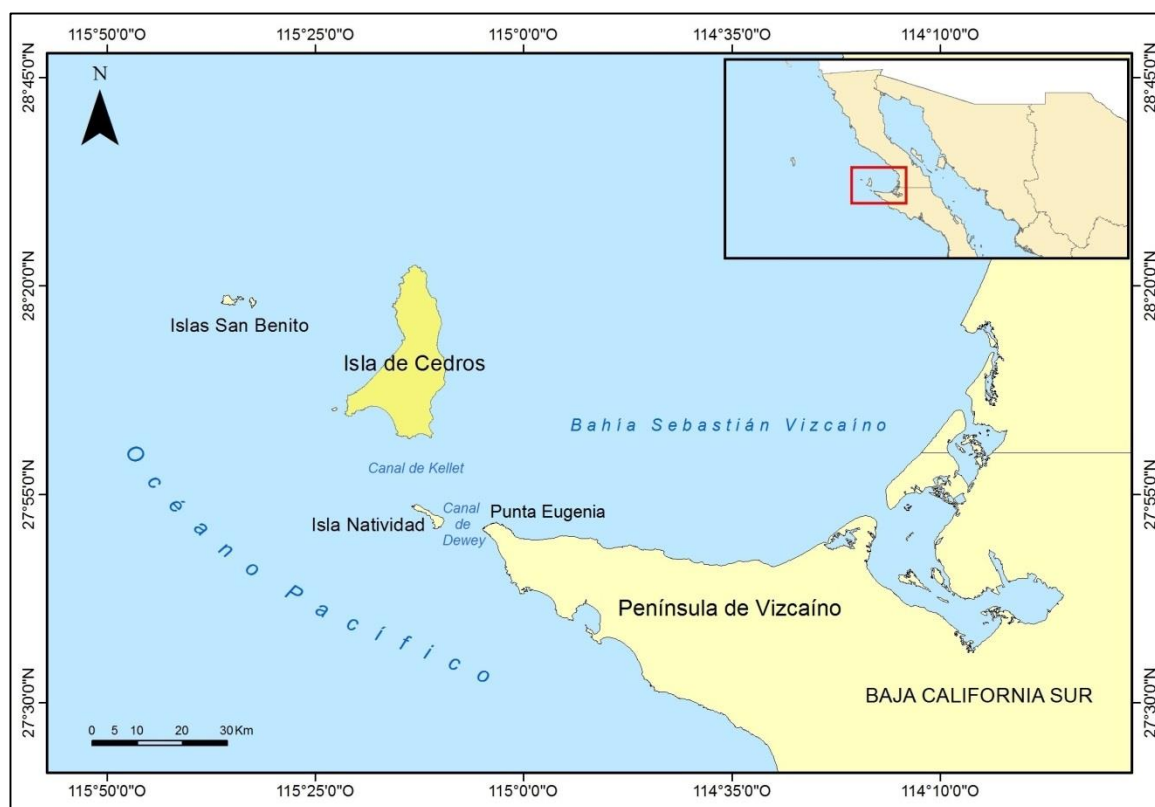 115°50'0"O 115°25'0"O 115°0'0"O 114°35'0"O 114°10'0"O
28°45'0"N
28°45'0"N
N
28°20'0"N
28°20'0"N
Islas San Benito
Isla de Cedros
Bahía Sebastián Vizcaíno
Canal de Kellet
27°55'0"N
27°55'0"N
Isla Natividad
Canal
de
Dewey
Punta Eugenia
Océano Pacífico
Península de Vizcaíno
BAJA CALIFORNIA SUR
27°30'0"N
27°30'0"N
0 5 10 20 30 Km
115°50'0"O 115°25'0"O 115°0'0"O 114°35'0"O 114°10'0"O